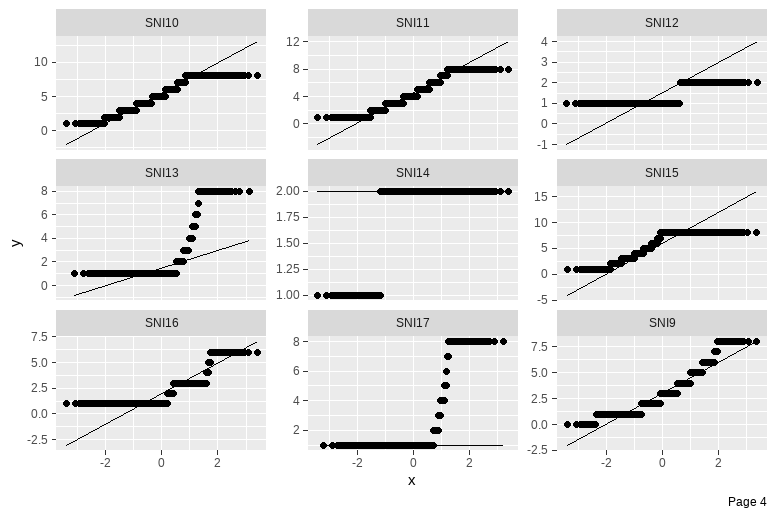 SNI10 SNI11 SNI12
10 5 0
12 8 4 0
4 3 2 1 0 -1
SNI13 SNI14 SNI15
8 6 4 2 0
2.00 1.75 1.50 1.25 1.00
15 10 5 0 -5
y
SNI16 SNI17 SNI9
7.5 5.0 2.5 0.0 -2.5
8 6 4 2
7.5 5.0 2.5 0.0 -2.5
-2 0 2 -2 0 2 -2 0 2
x
Page 4